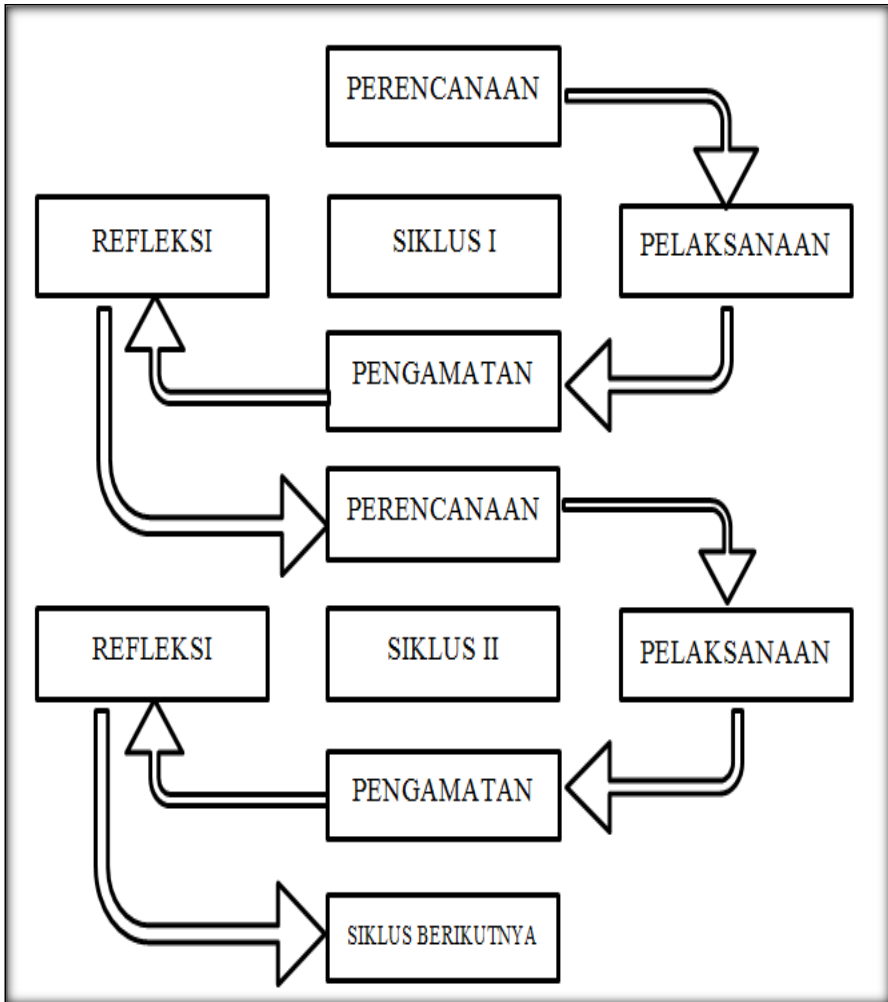 PERENCANAAN
REFLEKSI
SIKLUS I
PELAKSANAAN
PENGAMATAN
PERENCANAAN
REFLEKSI
SIKLUS II
PELAKSANAAN
PENGAMATAN
SIKLUS BERIKUTNYA